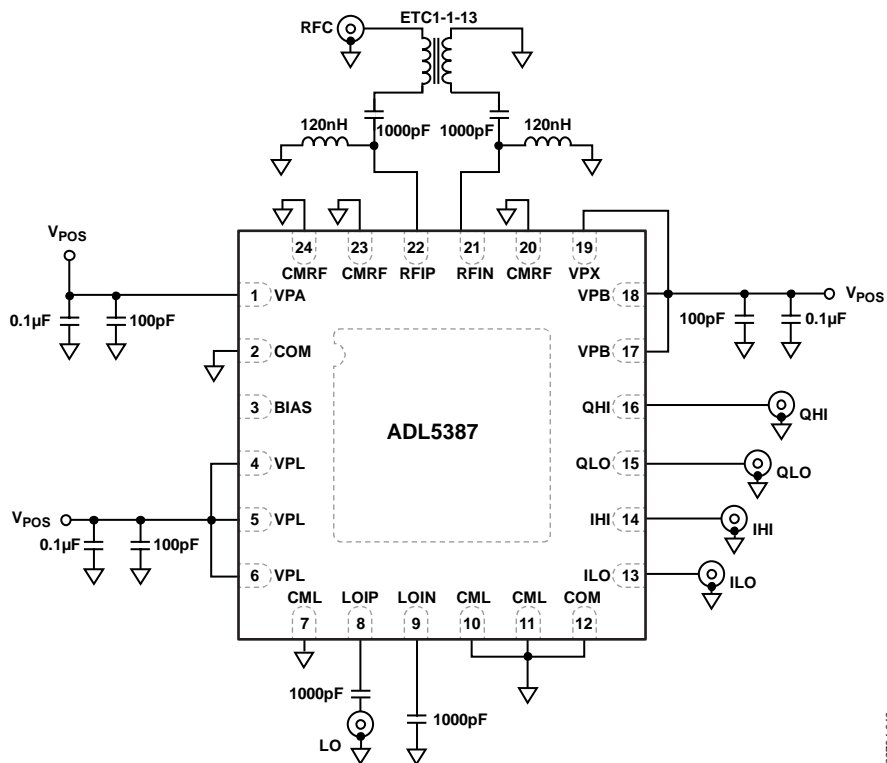 RFC
ETC1-1-13
120nH
1000pF
1000pF
120nH
VPOS
24
23
22
21
20
19
CMRF
CMRF
RFIP
RFIN
CMRF
VPX
1 VPA
VPB 18
VPOS
0.1µF
100pF
100pF
0.1µF
2 COM
VPB 17
3 BIAS
ADL5387
QHI 16
QHI
4 VPL
QLO 15
QLO
VPOS
5 VPL
IHI 14
IHI
0.1µF
100pF
6 VPL
ILO 13
ILO
CML
LOIP
LOIN
CML
CML
COM
7
8
9
10
11
12
1000pF
1000pF
LO